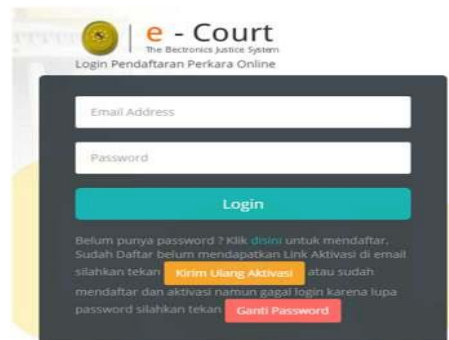 e - Court
The Electronics Justice System
Login Pendaftaran Perkara Online
Email Address
Password
Login
Belum punya password ? Klik disini untuk mendaftar,
Sudah Daftar belum mendapatkan Link Aktivasi di email
silahkan tekan Kirim Ulang Aktivasi atau sudah
mendaftar dan aktivasi namun gagal login karena lupa
password silahkan tekan Ganti Password